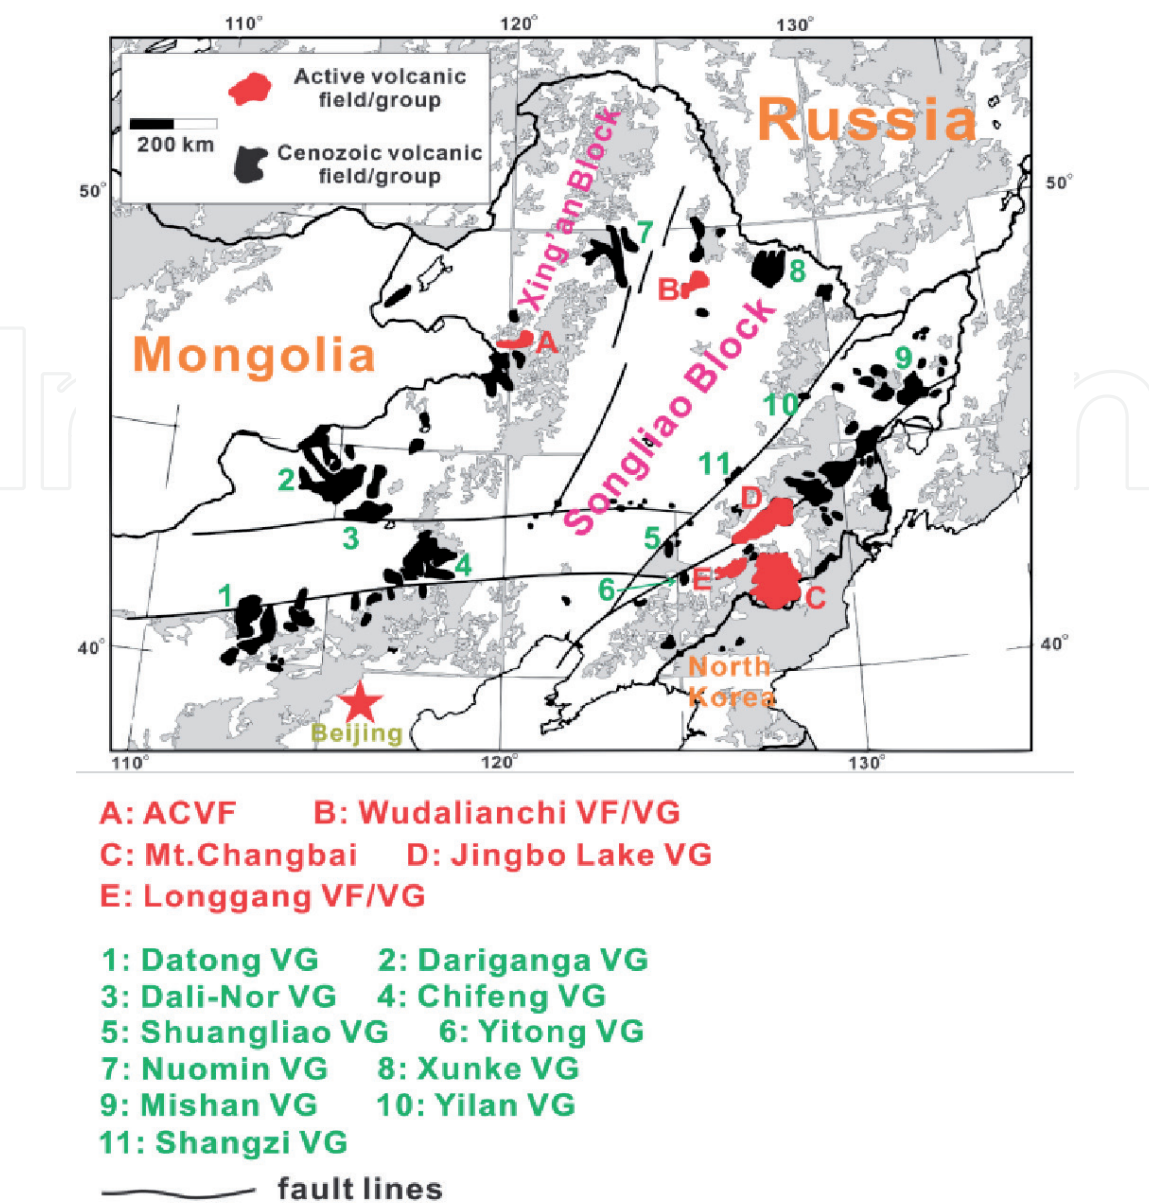 110° 120° 130°
Active volcanic
field/group
200 km
Cenozoic volcanic
field/group
Russia
Xing'an Block
50° 50°
7
8
B
Mongolia
A
9
Songliao Block
10
11
2
D
3
5
4
E
6
C
1
40° 40°
North
Korea
Beijing
110° 120° 130°
A: ACVF B: Wudalianchi VF/VG
C: Mt.Changbai D: Jingbo Lake VG
E: Longgang VF/VG
1: Datong VG 2: Dariganga VG
3: Dali-Nor VG 4: Chifeng VG
5: Shuangliao VG 6: Yitong VG
7: Nuomin VG 8: Xunke VG
9: Mishan VG 10: Yilan VG
11: Shangzi VG
fault lines